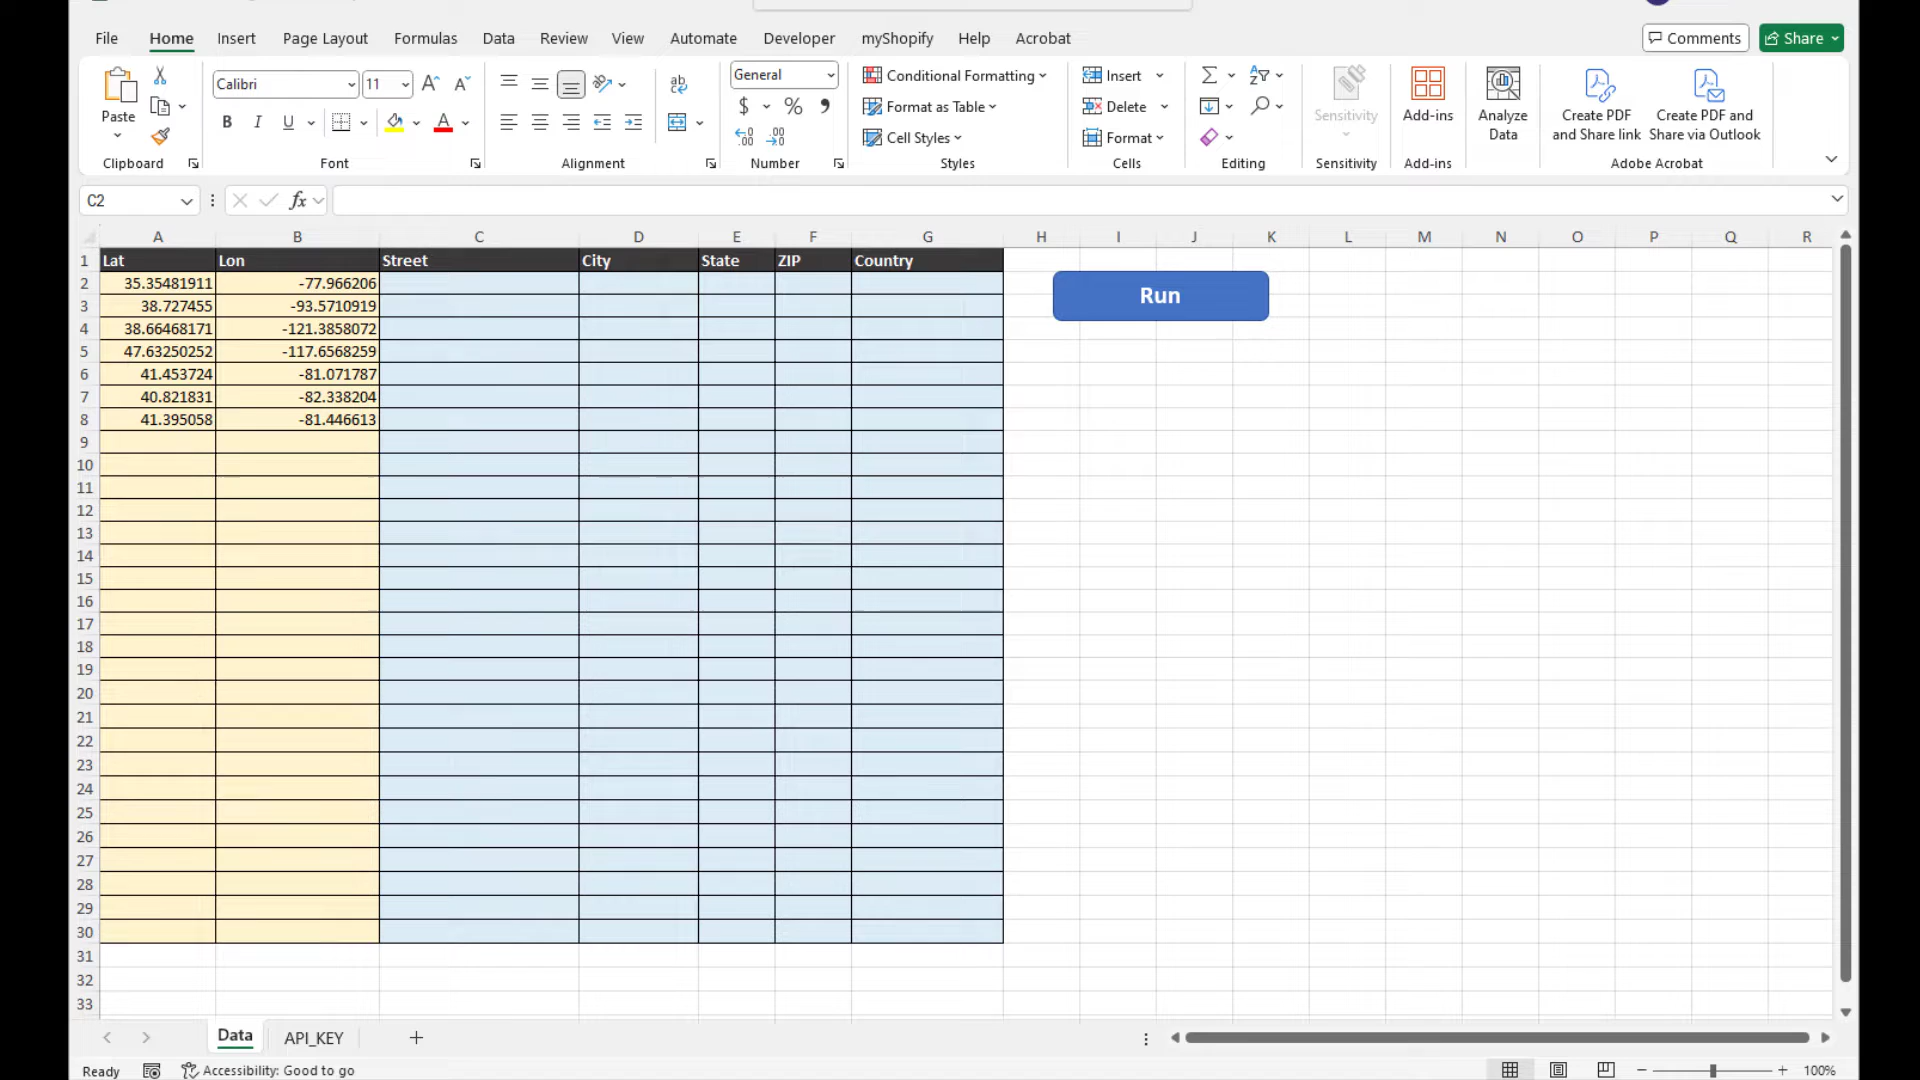 File Home Insert Page Layout Formulas Data Review View Automate Developer myShopify Help Acrobat Comments Share
Calibri 11 General Conditional Formatting Insert
Paste Format as Table Delete Sensitivity Add-ins Analyze Data Create PDF and Share link Create PDF and Share via Outlook
B I U A $ % Cell Styles Format
Clipboard Font Alignment Number Styles Cells Editing Sensitivity Add-ins Adobe Acrobat
C2 fx
A B C D E F G H I J K L M N O P Q R
1 Lat Lon Street City State ZIP Country
2 35.35481911 -77.966206 Run
3 38.727455 -93.5710919
4 38.66468171 -121.3858072
5 47.63250252 -117.6568259
6 41.453724 -81.071787
7 40.821831 -82.338204
8 41.395058 -81.446613
9
10
11
12
13
14
15
16
17
18
19
20
21
22
23
24
25
26
27
28
29
30
31
32
33
Data API_KEY
Ready Accessibility: Good to go 100%